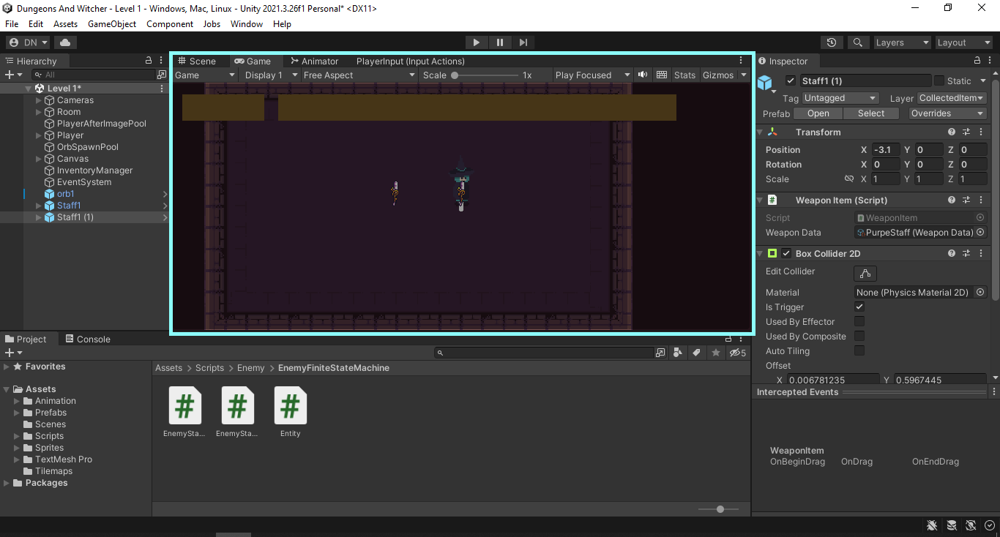 Dungeons And Witcher - Level 1 - Windows, Mac, Linux - Unity 2021.3.26f1 Personal* <DX11>
File Edit Assets GameObject Component Jobs Window Help
DN Layers Layout
Hierarchy
All
Level 1*
Cameras
Room
PlayerAfterImagePool
Player
OrbSpawnPool
Canvas
InventoryManager
EventSystem
orb1
Staff1
Staff1 (1)
Scene Game Animator PlayerInput (Input Actions)
Game Display 1 Free Aspect Scale 1x Play Focused Stats Gizmos
Inspector
Staff1 (1) Static
Tag Untagged Layer CollectedItem
Prefab Open Select Overrides
Transform
Position X -3.1 Y 0 Z 0
Rotation X 0 Y 0 Z 0
Scale X 1 Y 1 Z 1
# Weapon Item (Script)
Script # WeaponItem
Weapon Data PurpeStaff (Weapon Data)
Box Collider 2D
Edit Collider
Material None (Physics Material 2D)
Is Trigger
Used By Effector
Used By Composite
Auto Tiling
Offset
X 0.006781235 Y 0.5967445
Intercepted Events
WeaponItem
OnBeginDrag OnDrag OnEndDrag
Project Console
5
Favorites
Assets
Animation
Prefabs
Scenes
Scripts
Sprites
TextMesh Pro
Tilemaps
Packages
Assets > Scripts > Enemy > EnemyFiniteStateMachine
# # #
EnemySta... EnemySta... Entity